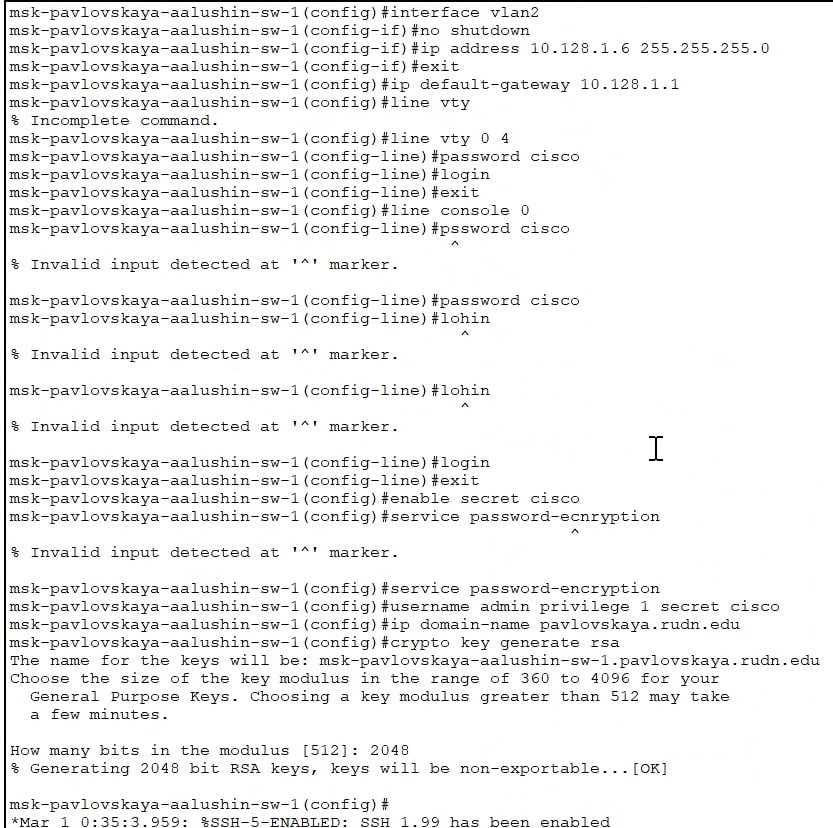 msk-pavlovskaya-aalushin-sw-1(config)#interface vlan2
msk-pavlovskaya-aalushin-sw-1(config-if)#no shutdown
msk-pavlovskaya-aalushin-sw-1(config-if)#ip address 10.128.1.6 255.255.255.0
msk-pavlovskaya-aalushin-sw-1(config-if)#exit
msk-pavlovskaya-aalushin-sw-1(config)#ip default-gateway 10.128.1.1
msk-pavlovskaya-aalushin-sw-1(config)#line vty
% Incomplete command.
msk-pavlovskaya-aalushin-sw-1(config)#line vty 0 4
msk-pavlovskaya-aalushin-sw-1(config-line)#password cisco
msk-pavlovskaya-aalushin-sw-1(config-line)#login
msk-pavlovskaya-aalushin-sw-1(config-line)#exit
msk-pavlovskaya-aalushin-sw-1(config)#line console 0
msk-pavlovskaya-aalushin-sw-1(config-line)#pssword cisco
^
% Invalid input detected at '^' marker.
msk-pavlovskaya-aalushin-sw-1(config-line)#password cisco
msk-pavlovskaya-aalushin-sw-1(config-line)#lohin
^
% Invalid input detected at '^' marker.
msk-pavlovskaya-aalushin-sw-1(config-line)#lohin
^
% Invalid input detected at '^' marker.
msk-pavlovskaya-aalushin-sw-1(config-line)#login
msk-pavlovskaya-aalushin-sw-1(config-line)#exit
msk-pavlovskaya-aalushin-sw-1(config)#enable secret cisco
msk-pavlovskaya-aalushin-sw-1(config)#service password-ecnryption
^
% Invalid input detected at '^' marker.
msk-pavlovskaya-aalushin-sw-1(config)#service password-encryption
msk-pavlovskaya-aalushin-sw-1(config)#username admin privilege 1 secret cisco
msk-pavlovskaya-aalushin-sw-1(config)#ip domain-name pavlovskaya.rudn.edu
msk-pavlovskaya-aalushin-sw-1(config)#crypto key generate rsa
The name for the keys will be: msk-pavlovskaya-aalushin-sw-1.pavlovskaya.rudn.edu
Choose the size of the key modulus in the range of 360 to 4096 for your
General Purpose Keys. Choosing a key modulus greater than 512 may take
a few minutes.
How many bits in the modulus [512]: 2048
% Generating 2048 bit RSA keys, keys will be non-exportable...[OK]
msk-pavlovskaya-aalushin-sw-1(config)#
*Mar 1 0:35:3.959: %SSH-5-ENABLED: SSH 1.99 has been enabled